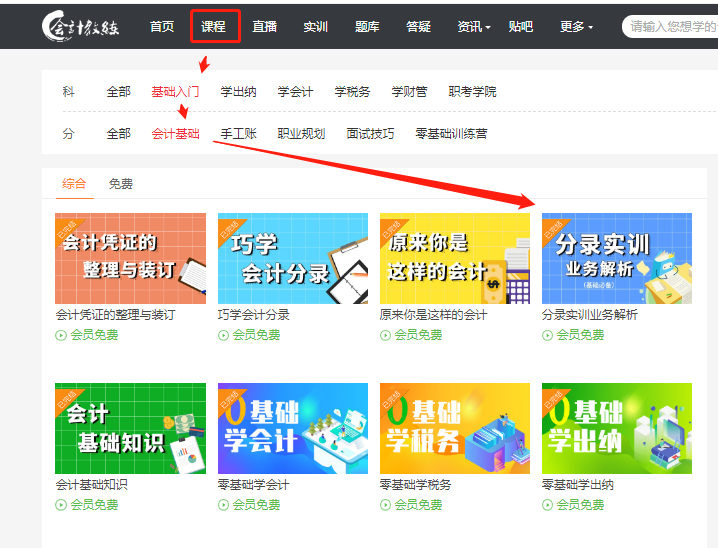 会计教练 首页 课程 直播 实训 题库 答疑 资讯 贴吧 更多 请输入您想学的
科 全部 基础入门 学出纳 学会计 学税务 学财管 职考学院
分 全部 会计基础 手工账 职业规划 面试技巧 零基础训练营
综合 免费
已完结 已完结 已完结 已完结
会计凭证的 巧学 原来你是 分录实训
整理与装订 会计分录 这样的会计 业务解析
(基础必备)
会计凭证的整理与装订 巧学会计分录 原来你是这样的会计 分录实训业务解析
会员免费 会员免费 会员免费 会员免费
已完结 已完结 已完结 已完结
会计 0基础 0基础 0基础
基础知识 学会计 学税务 学出纳
会计基础知识 零基础学会计 零基础学税务 零基础学出纳
会员免费 会员免费 会员免费 会员免费